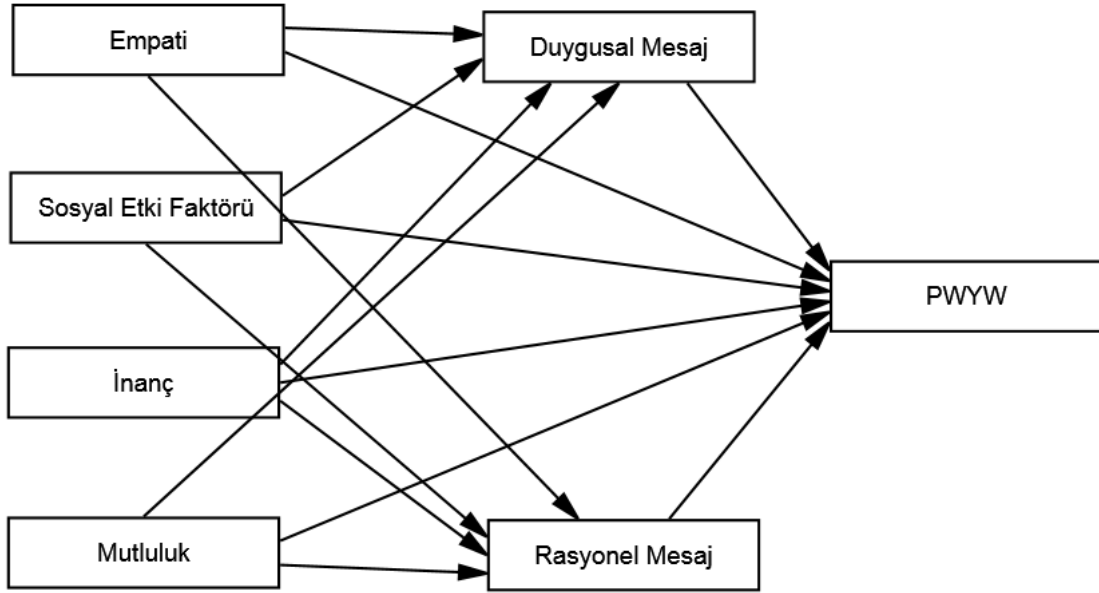 Empati
Duygusal Mesaj
Sosyal Etki Faktörü
PWYW
İnanç
Mutluluk
Rasyonel Mesaj